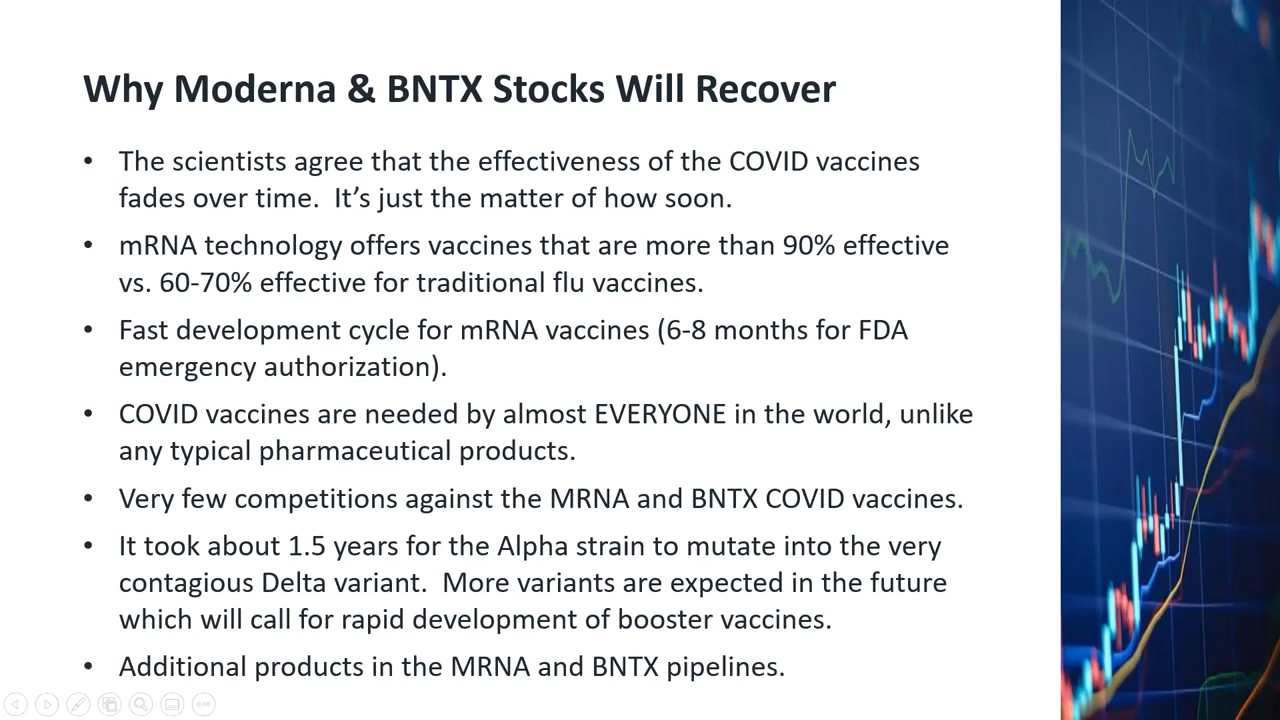 Why Moderna & BNTX Stocks Will Recover
• The scientists agree that the effectiveness of the COVID vaccines
fades over time.  It’s just the matter of how soon.
• mRNA technology offers vaccines that are more than 90% effective
vs. 60-70% effective for traditional flu vaccines.
• Fast development cycle for mRNA vaccines (6-8 months for FDA
emergency authorization).
• COVID vaccines are needed by almost EVERYONE in the world, unlike
any typical pharmaceutical products.
• Very few competitions against the MRNA and BNTX COVID vaccines.
• It took about 1.5 years for the Alpha strain to mutate into the very
contagious Delta variant.  More variants are expected in the future
which will call for rapid development of booster vaccines.
• Additional products in the MRNA and BNTX pipelines.